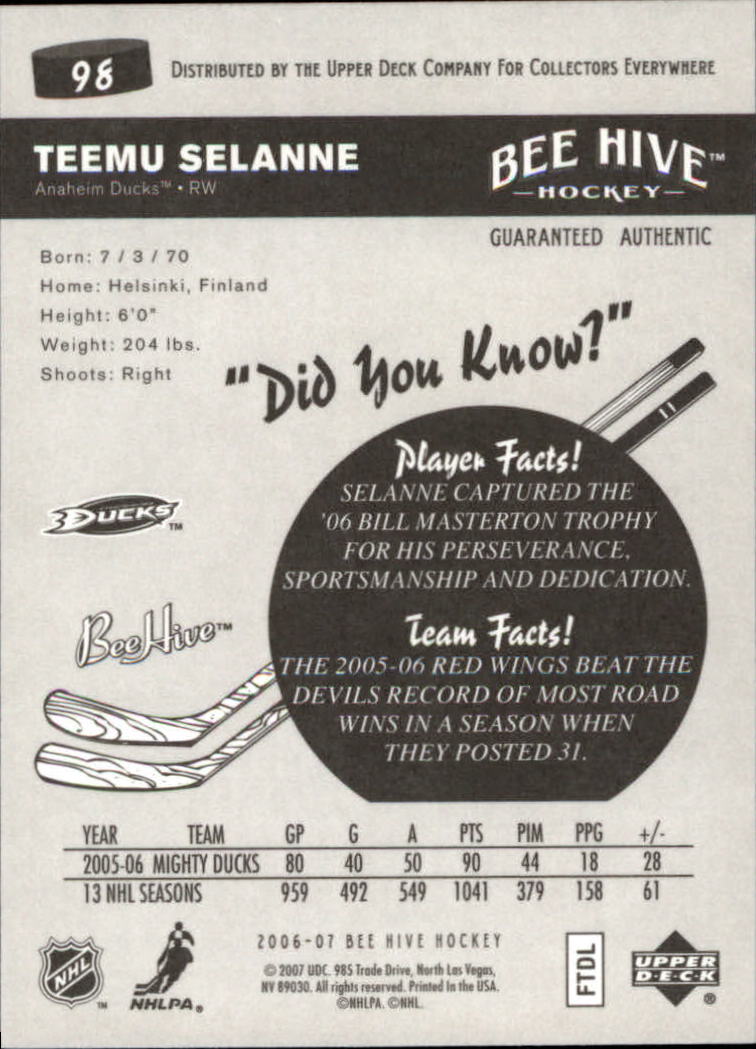 98
DISTRIBUTED BY THE UPPER DECK COMPANY FOR COLLECTORS EVERYWHERE
TEEMU SELANNE
Anaheim Ducks™ • RW
BEE HIVE™
—HOCKEY—
GUARANTEED AUTHENTIC
Born: 7 / 3 / 70
Home: Helsinki, Finland
Height: 6'0"
Weight: 204 lbs.
Shoots: Right
"Did You Know?"
Player Facts!
SELANNE CAPTURED THE
'06 BILL MASTERTON TROPHY
FOR HIS PERSEVERANCE,
SPORTSMANSHIP AND DEDICATION.
DUCKS™
BeeHive™
Team Facts!
THE 2005-06 RED WINGS BEAT THE
DEVILS RECORD OF MOST ROAD
WINS IN A SEASON WHEN
THEY POSTED 31.
YEAR TEAM GP G A PTS PIM PPG +/-
2005-06 MIGHTY DUCKS 80 40 50 90 44 18 28
13 NHL SEASONS 959 492 549 1041 379 158 61
2006-07 BEE HIVE HOCKEY
© 2007 UDC. 985 Trade Drive, North Las Vegas,
NV 89030. All rights reserved. Printed In the USA.
©NHLPA. ©NHL.
NHL™
NHLPA®
FTDL
UPPER
D·E·C·K®